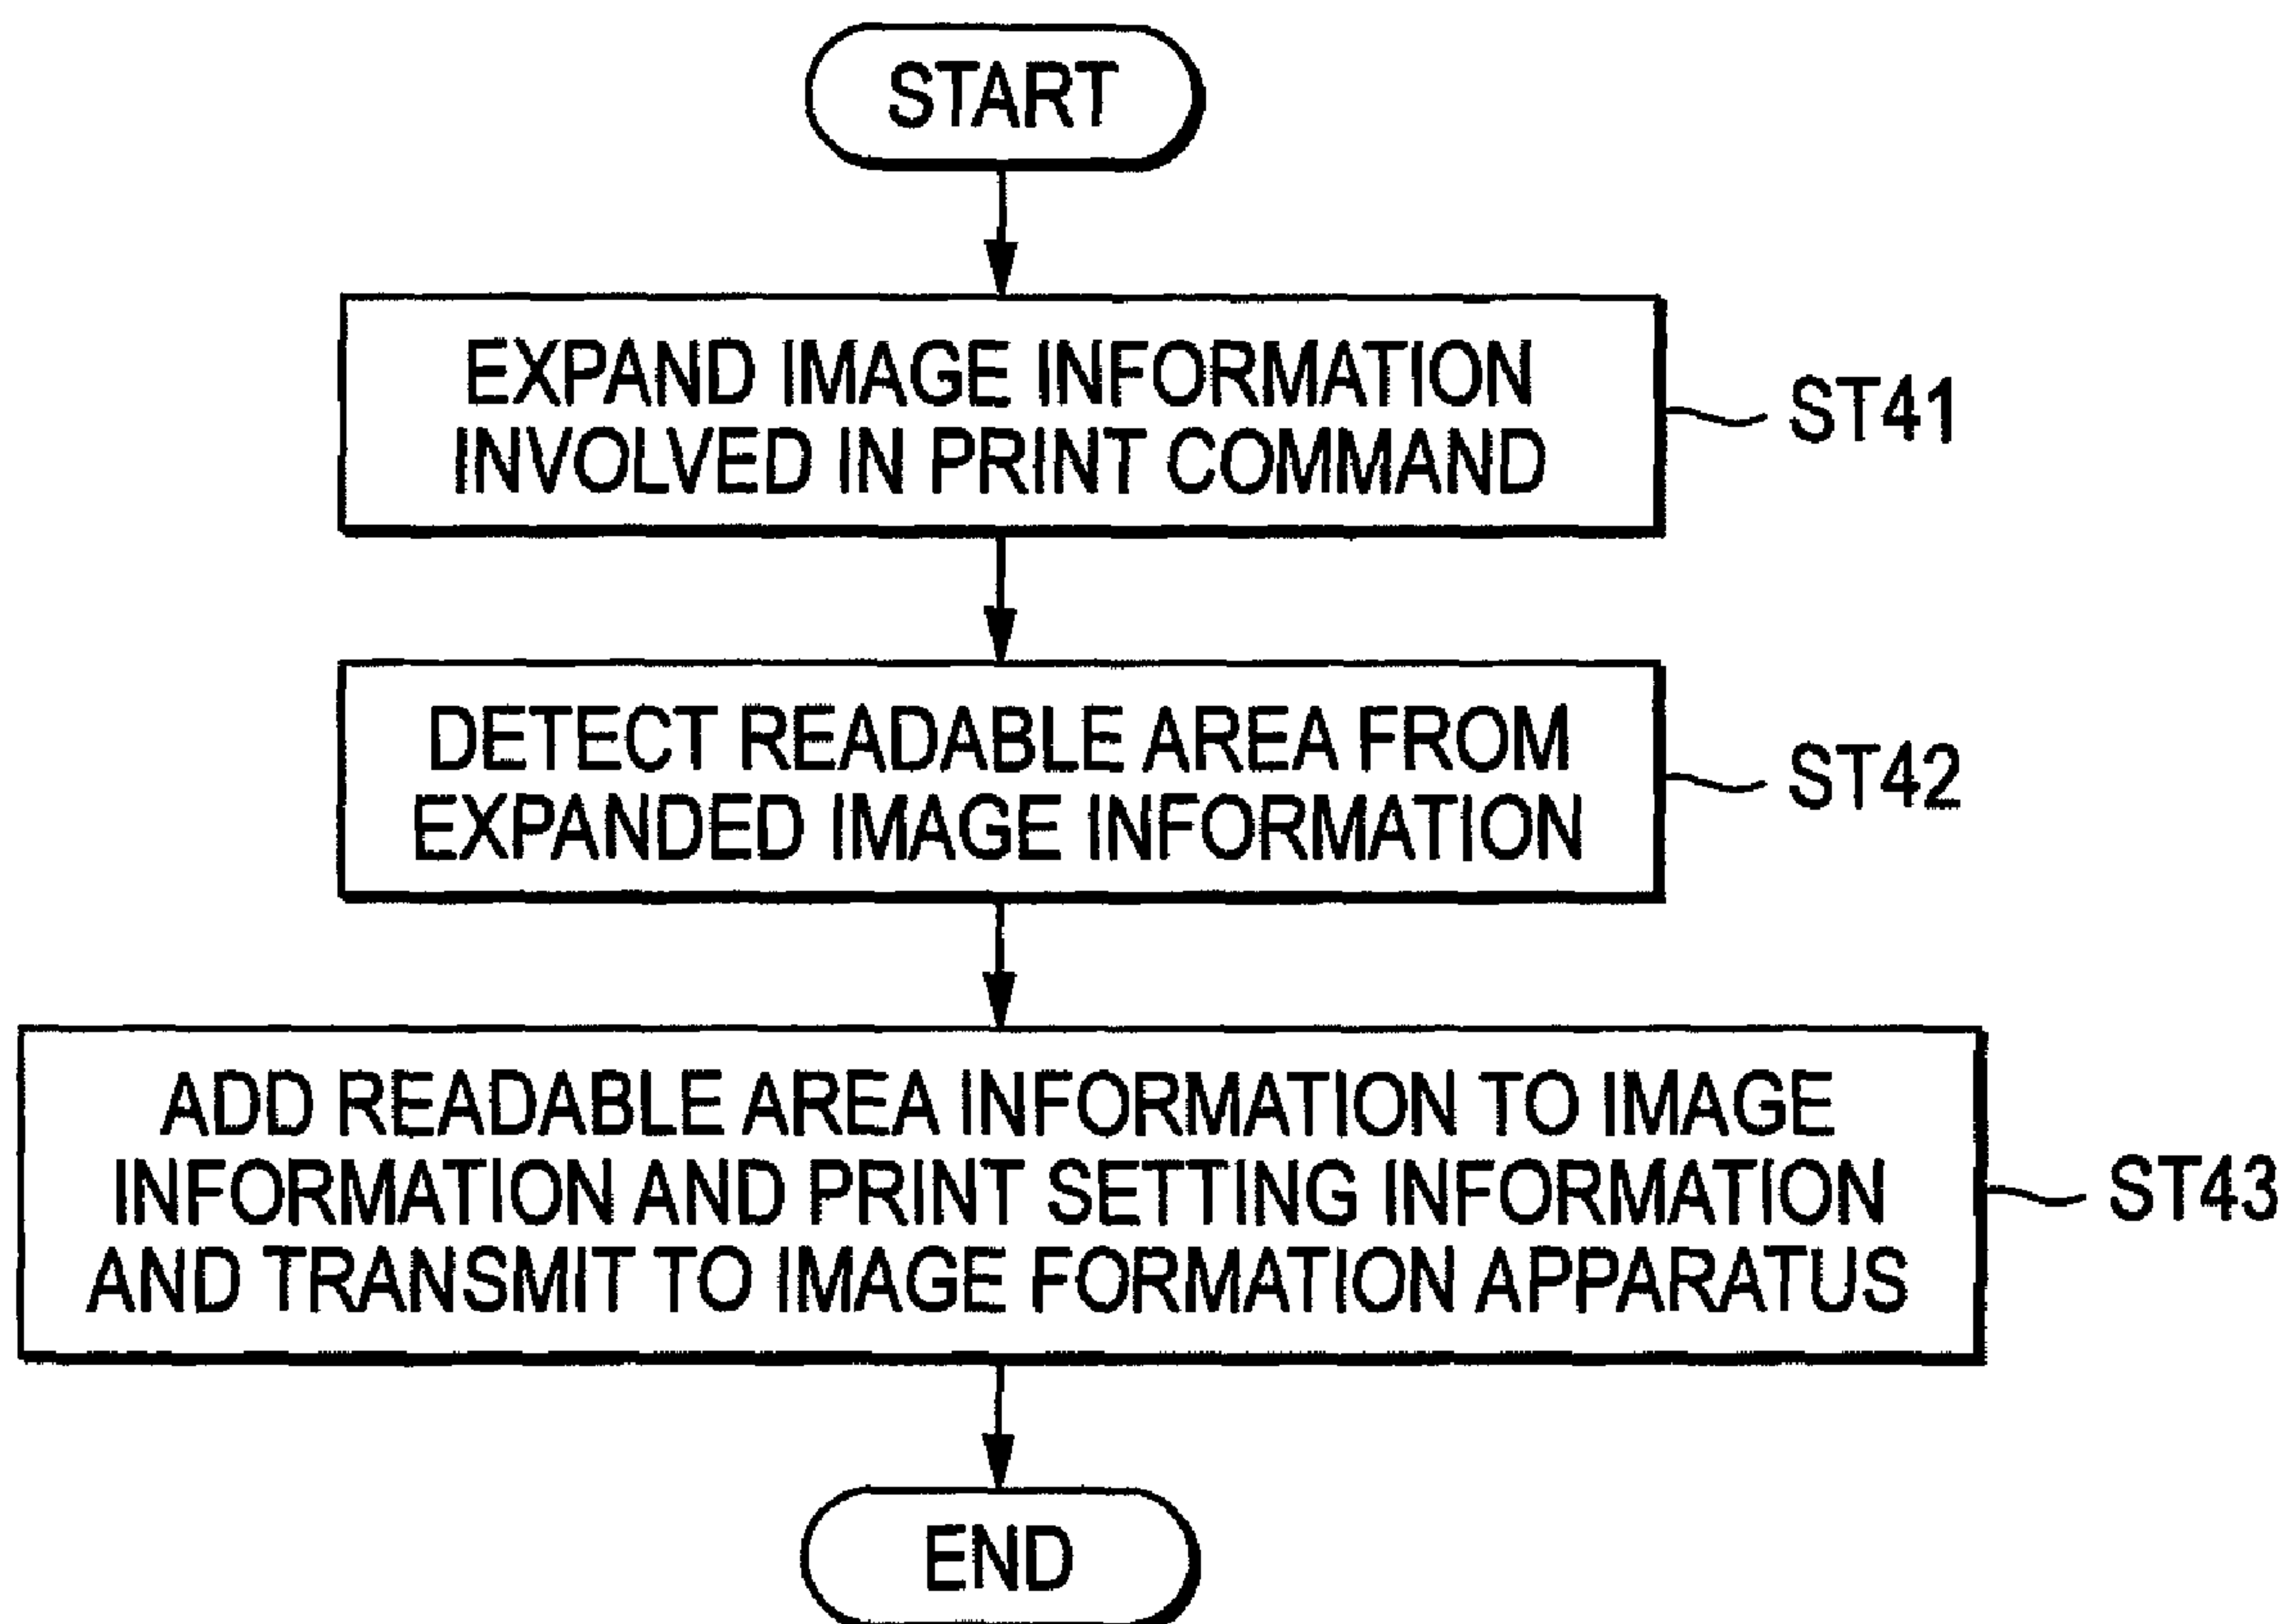 START
EXPAND IMAGE INFORMATION
INVOLVED IN PRINT COMMAND
ST41
DETECT READABLE AREA FROM
EXPANDED IMAGE INFORMATION
ST42
ADD READABLE AREA INFORMATION TO IMAGE
INFORMATION AND PRINT SETTING INFORMATION
AND TRANSMIT TO IMAGE FORMATION APPARATUS
ST43
END